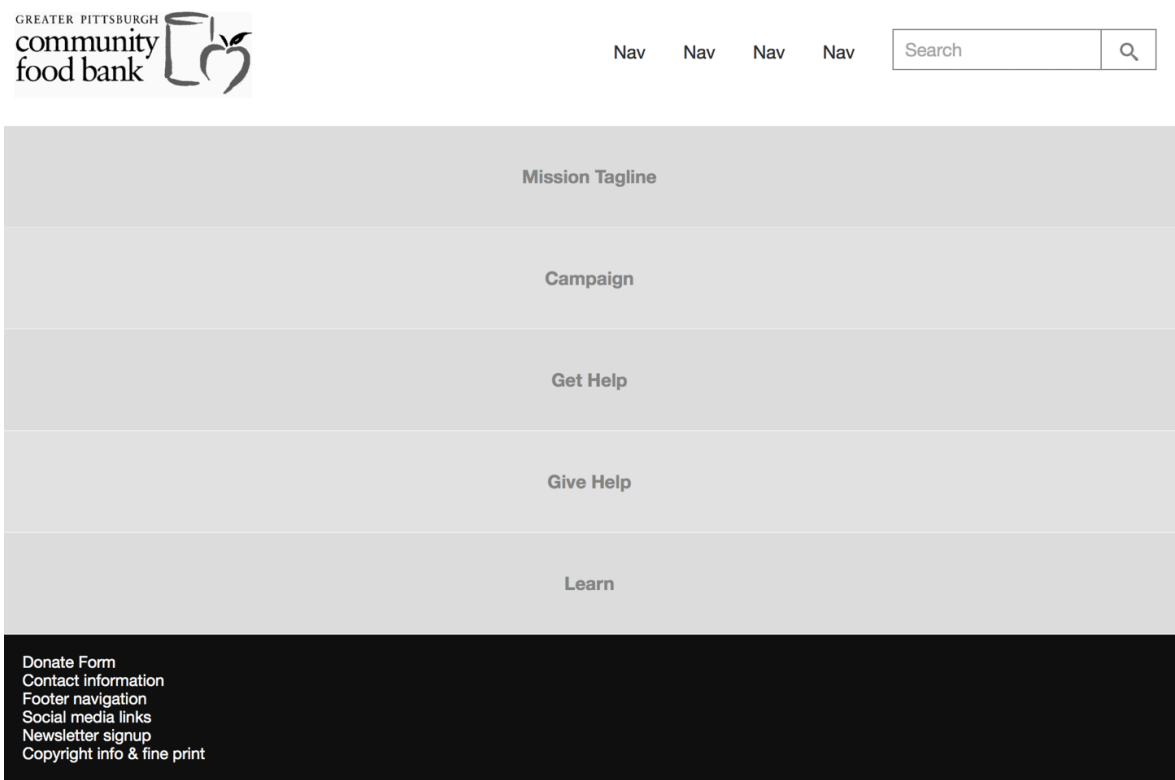 GREATER PITTSBURGH
community
food bank
Nav Nav Nav Nav Search
Mission Tagline
Campaign
Get Help
Give Help
Learn
Donate Form
Contact information
Footer navigation
Social media links
Newsletter signup
Copyright info & fine print